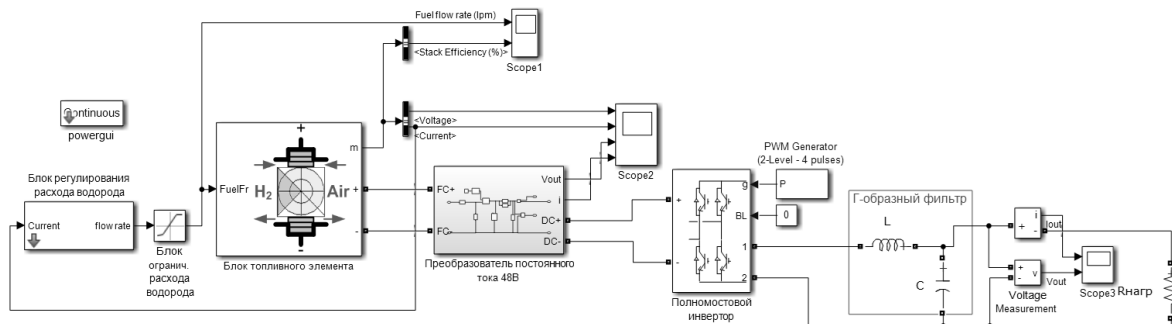 Fuel flow rate (lpm)
<Stack Efficiency (%)>
Scope1
Continuous
powergui
<Voltage>
<Current>
Scope2
PWM Generator
(2-Level - 4 pulses)
P
0
Блок регулирования
расхода водорода
Current
flow rate
Блок
огранич.
расхода
водорода
FuelFr
H2
Air
m
+
-
+
-
Блок топливного элемента
FC+
FC-
Vout
i
DC+
DC-
Преобразователь постоянного
тока 48В
+
-
g
BL
1
2
Полномостовой
инвертор
Г-образный фильтр
L
C
i
+
-
Iout
+
-
v
Vout
Voltage
Measurement
Scope3
Rнагр